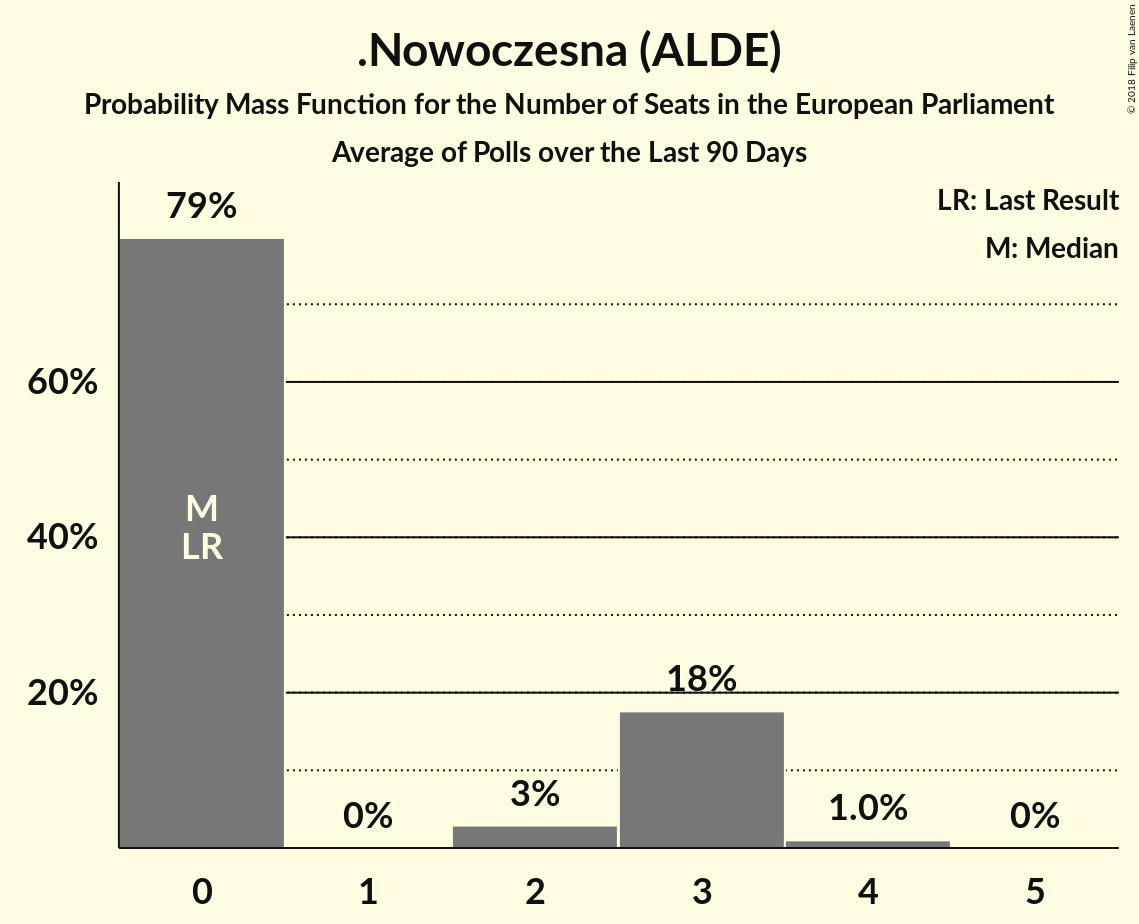 .Nowoczesna (ALDE)
Probability Mass Function for the Number of Seats in the European Parliament
Average of Polls over the Last 90 Days
© 2018 Filip van Laenen
LR: Last Result
M: Median
79%
60%
M
40%
LR
18%
20%
3%
1.0%
0%
0%
0 1 2 3 4 5